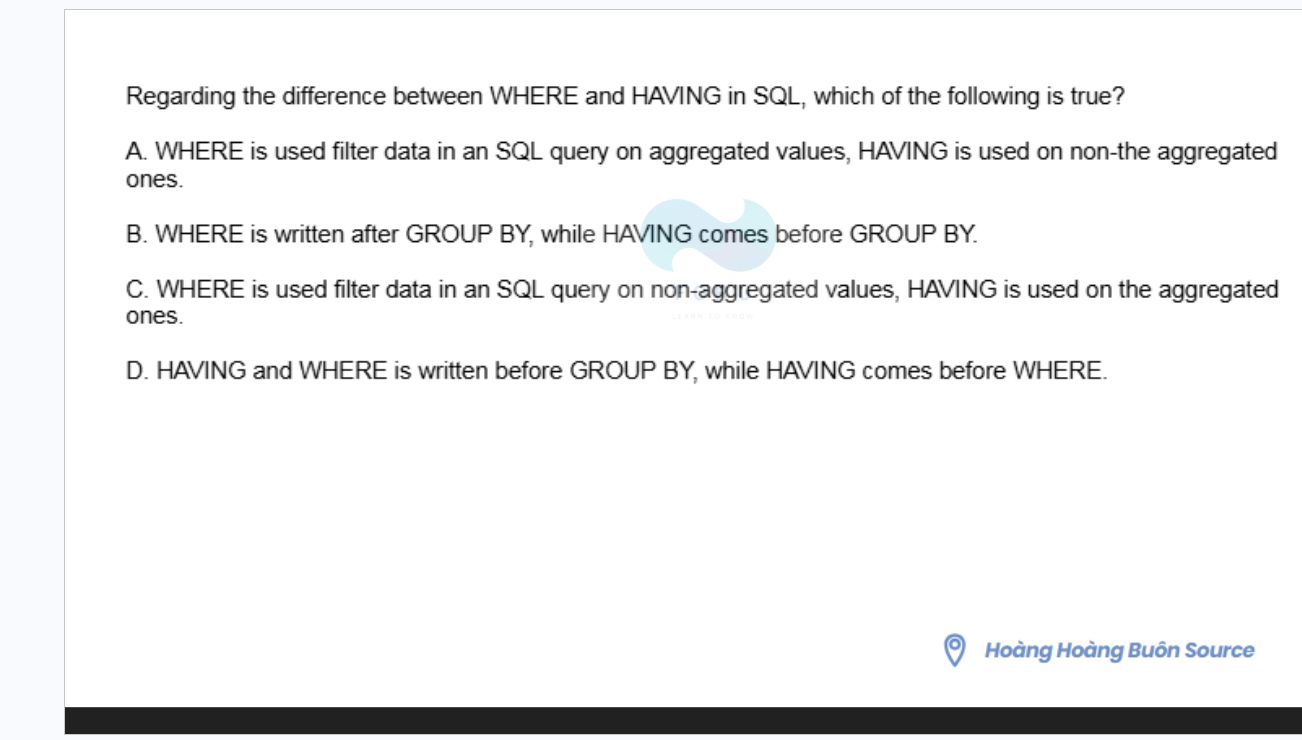 Regarding the difference between WHERE and HAVING in SQL, which of the following is true?
A. WHERE is used filter data in an SQL query on aggregated values, HAVING is used on non-the aggregated
ones.
B. WHERE is written after GROUP BY, while HAVING comes before GROUP BY.
C. WHERE is used filter data in an SQL query on non-aggregated values, HAVING is used on the aggregated
ones.
LEARN TO KNOW
D. HAVING and WHERE is written before GROUP BY, while HAVING comes before WHERE.
Hoàng Hoàng Buôn Source